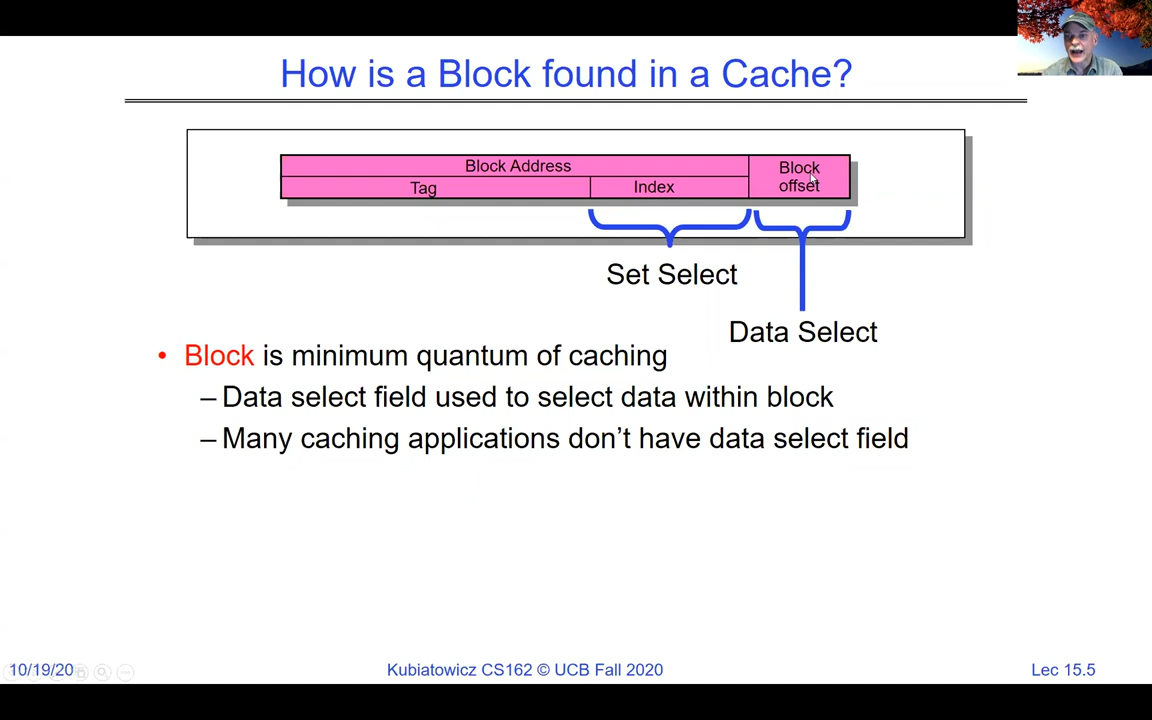 How is a Block found in a Cache?
Block Address
Block
offset
Tag
Index
Set Select
Data Select
• Block is minimum quantum of caching
– Data select field used to select data within block
– Many caching applications don't have data select field
10/19/20
Kubiatowicz CS162 © UCB Fall 2020
Lec 15.5